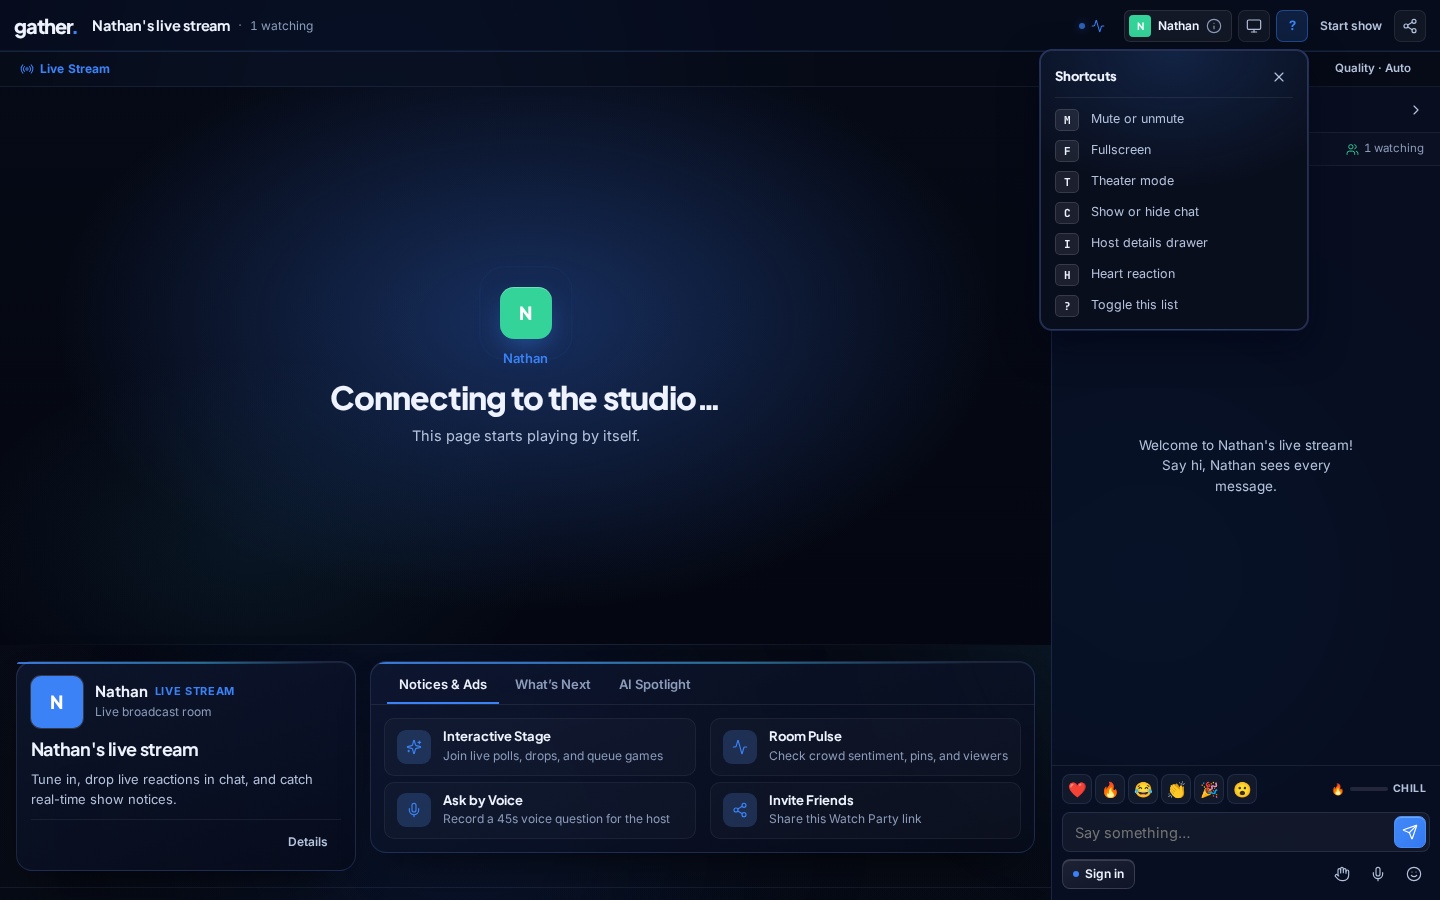 gather.
Nathan's live stream · 1 watching
N Nathan
?
Start show
Live Stream
Quality · Auto
Shortcuts
M Mute or unmute
F Fullscreen
T Theater mode
C Show or hide chat
I Host details drawer
H Heart reaction
? Toggle this list
1 watching
N
Nathan
Connecting to the studio...
This page starts playing by itself.
Welcome to Nathan's live stream!
Say hi, Nathan sees every
message.
N
Nathan LIVE STREAM
Live broadcast room
Nathan's live stream
Tune in, drop live reactions in chat, and catch
real-time show notices.
Details
Notices & Ads
What's Next
AI Spotlight
Interactive Stage
Join live polls, drops, and queue games
Room Pulse
Check crowd sentiment, pins, and viewers
Ask by Voice
Record a 45s voice question for the host
Invite Friends
Share this Watch Party link
CHILL
Say something...
Sign in